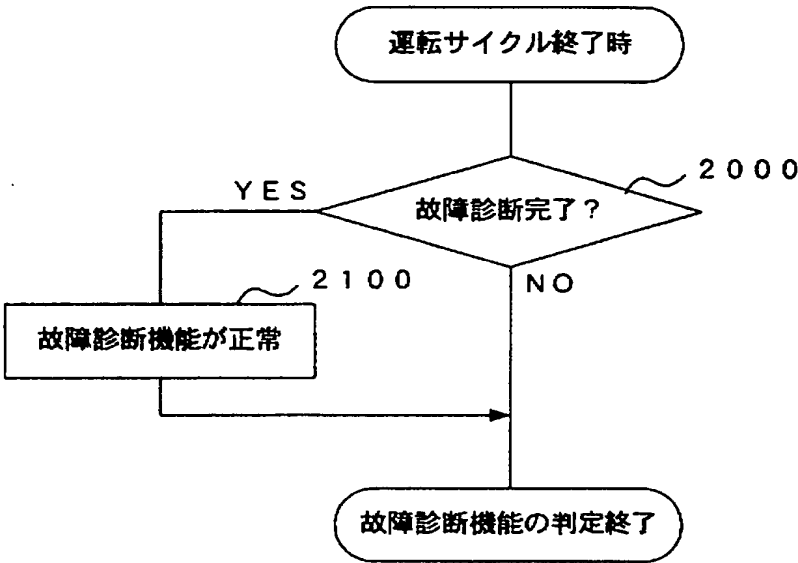 運転サイクル終了時
2000
故障診断完了?
YES
NO
2100
故障診断機能が正常
故障診断機能の判定終了